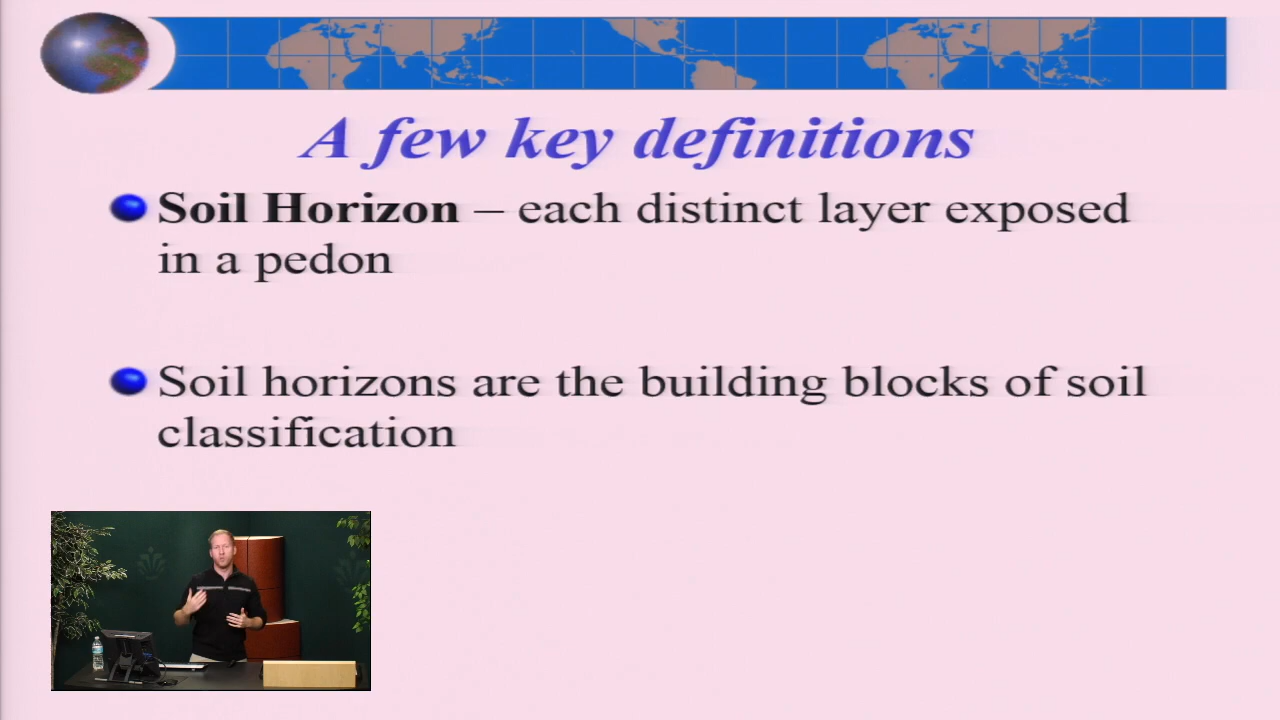 A few key definitions
Soil Horizon – each distinct layer exposed
in a pedon
Soil horizons are the building blocks of soil
classification